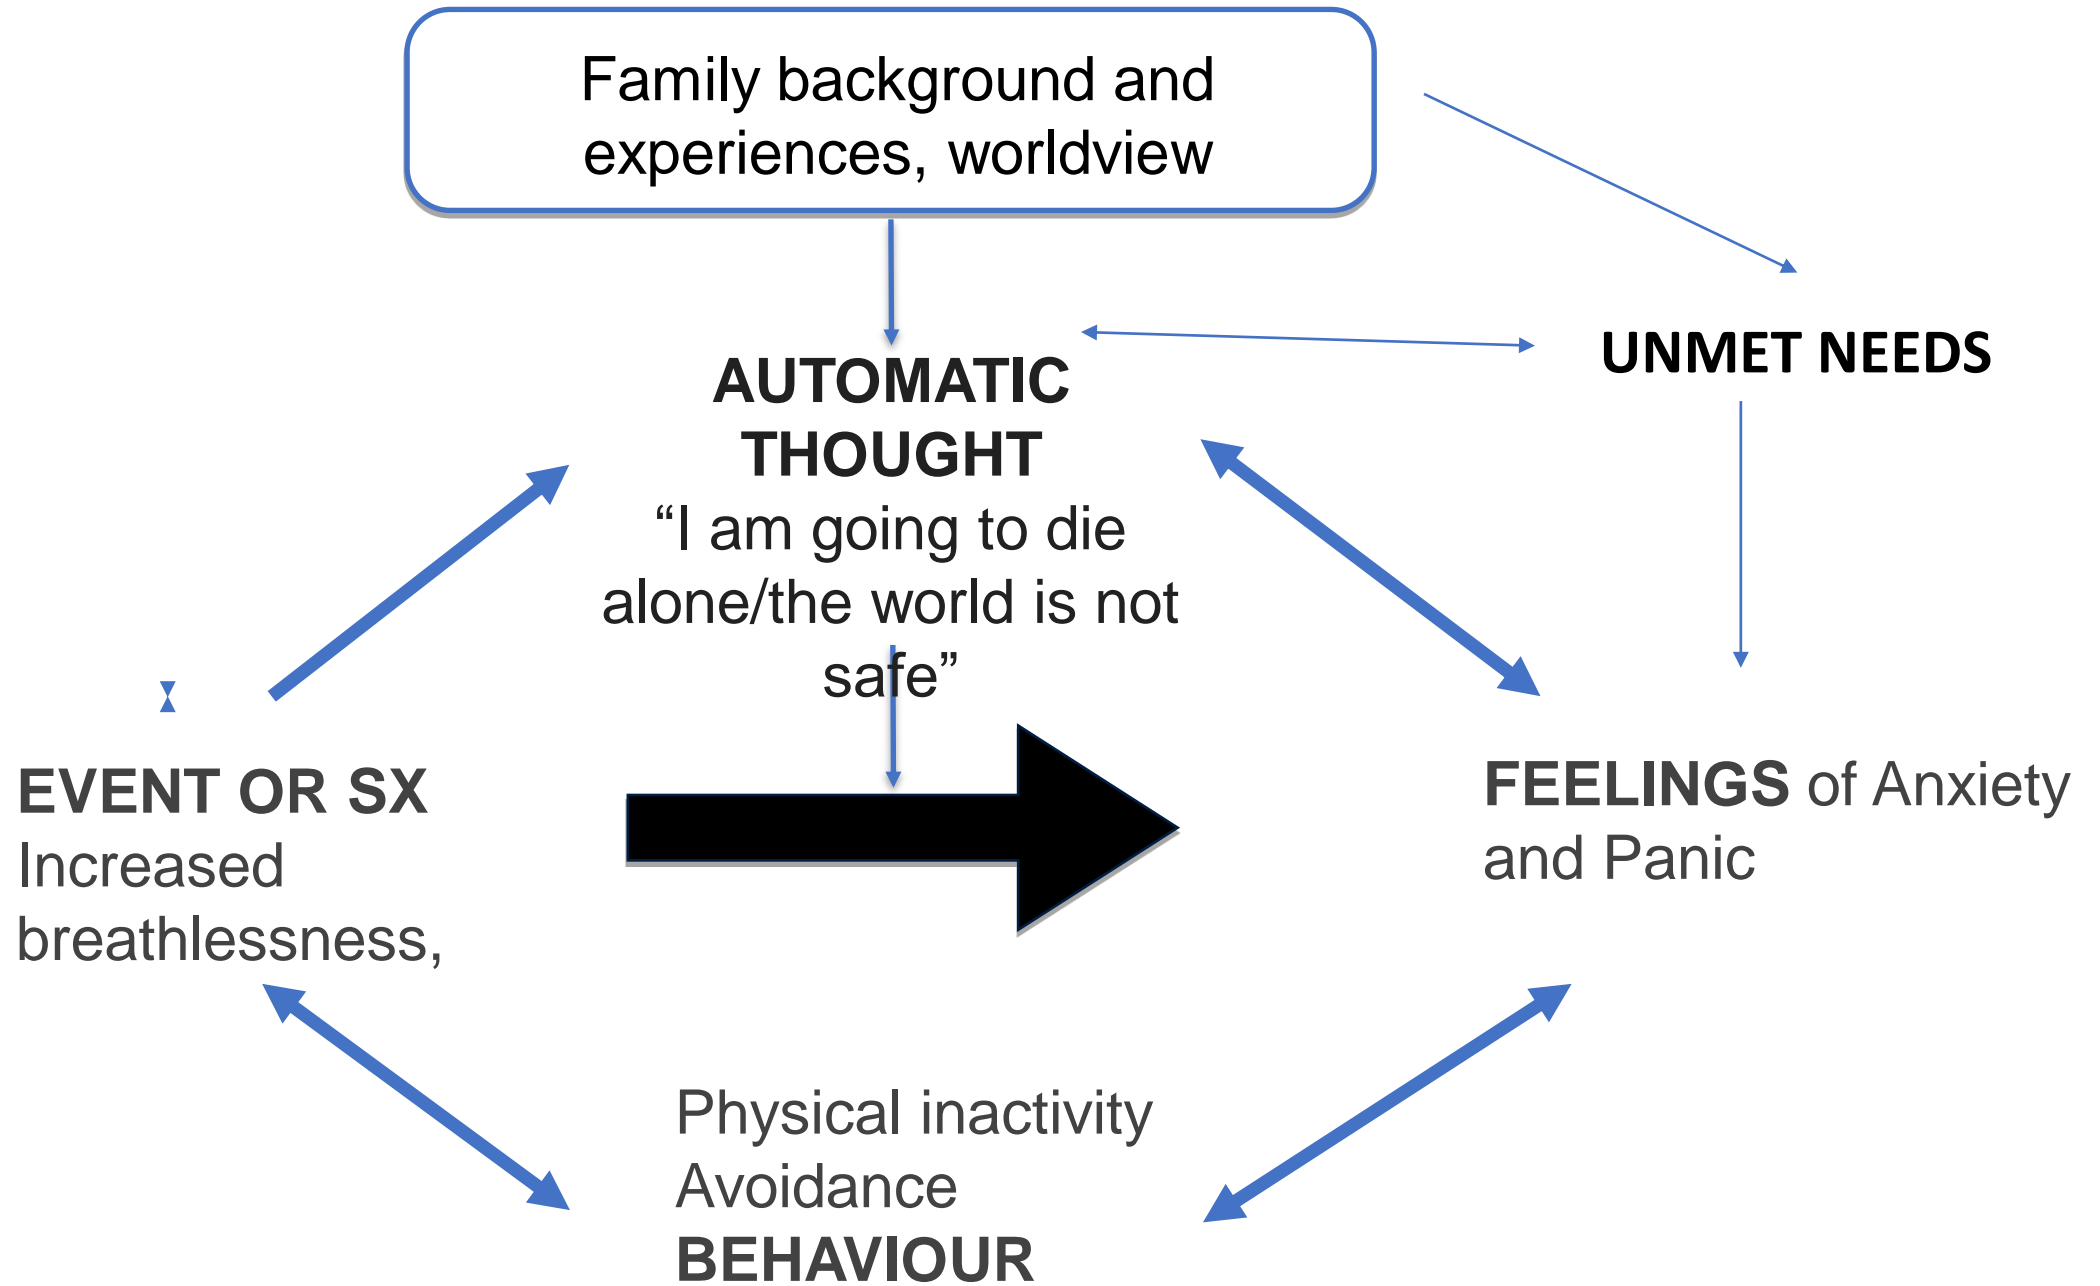 Family background and
experiences, worldview
UNMET NEEDS
AUTOMATIC
THOUGHT
“I am going to die
alone/the world is not
safe”
EVENT OR SX
Increased
breathlessness,
FEELINGS of Anxiety
and Panic
Physical inactivity
Avoidance
BEHAVIOUR